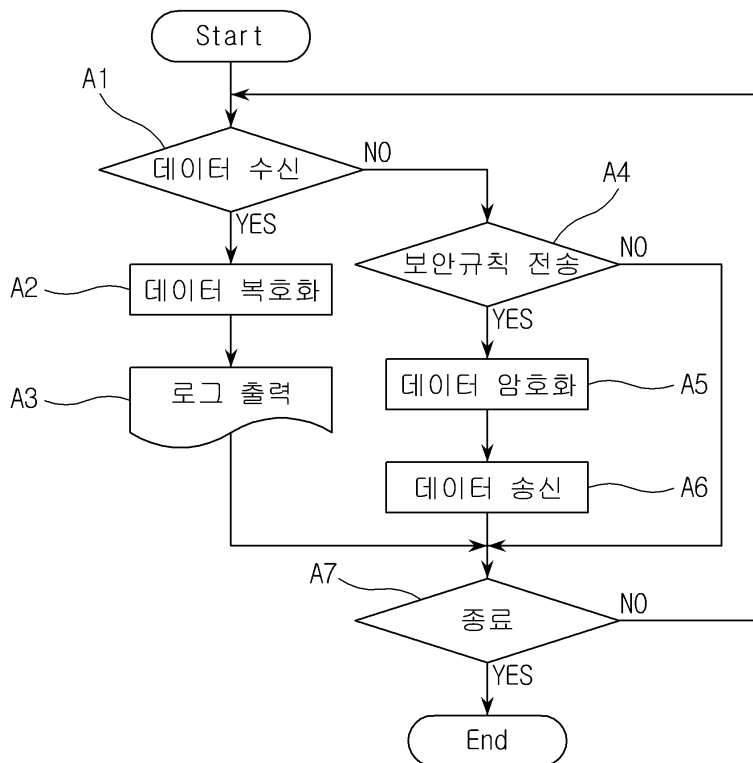 Start
A1
데이터 수신
NO
A4
YES
보안규칙 전송
NO
A2
데이터 복호화
YES
A3
로그 출력
데이터 암호화
A5
데이터 송신
A6
A7
종료
NO
YES
End